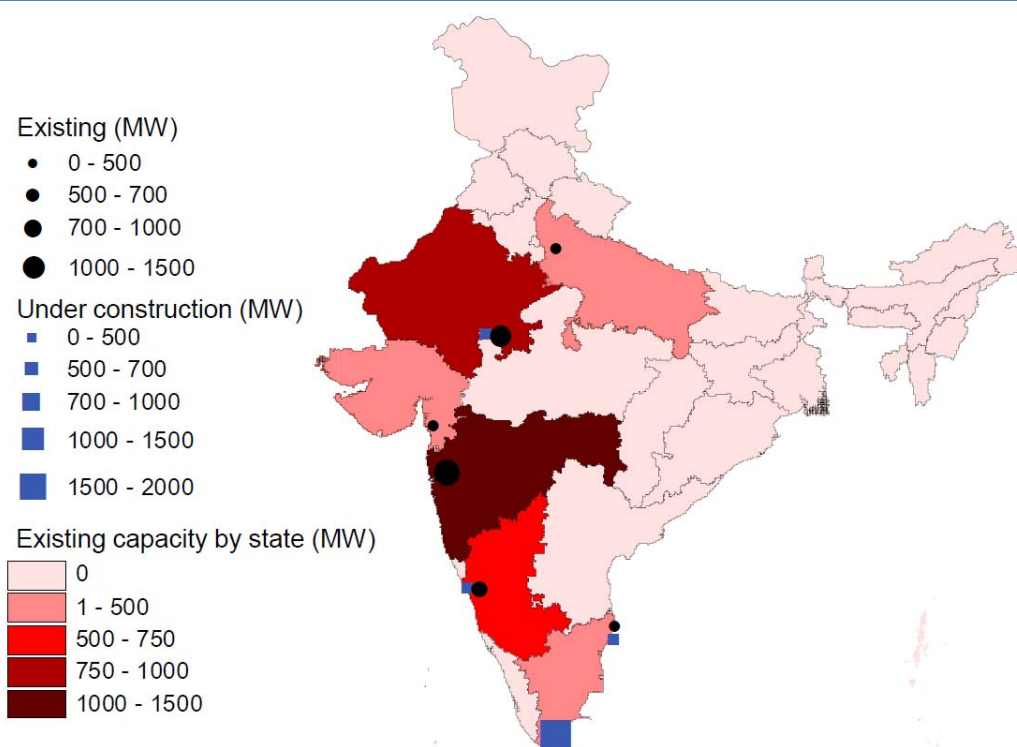 Existing (MW)
0 - 500
500 - 700
700 - 1000
1000 - 1500
Under construction (MW)
0 - 500
500 - 700
700 - 1000
1000 - 1500
1500 - 2000
Existing capacity by state (MW)
0
1 - 500
500 - 750
750 - 1000
1000 - 1500